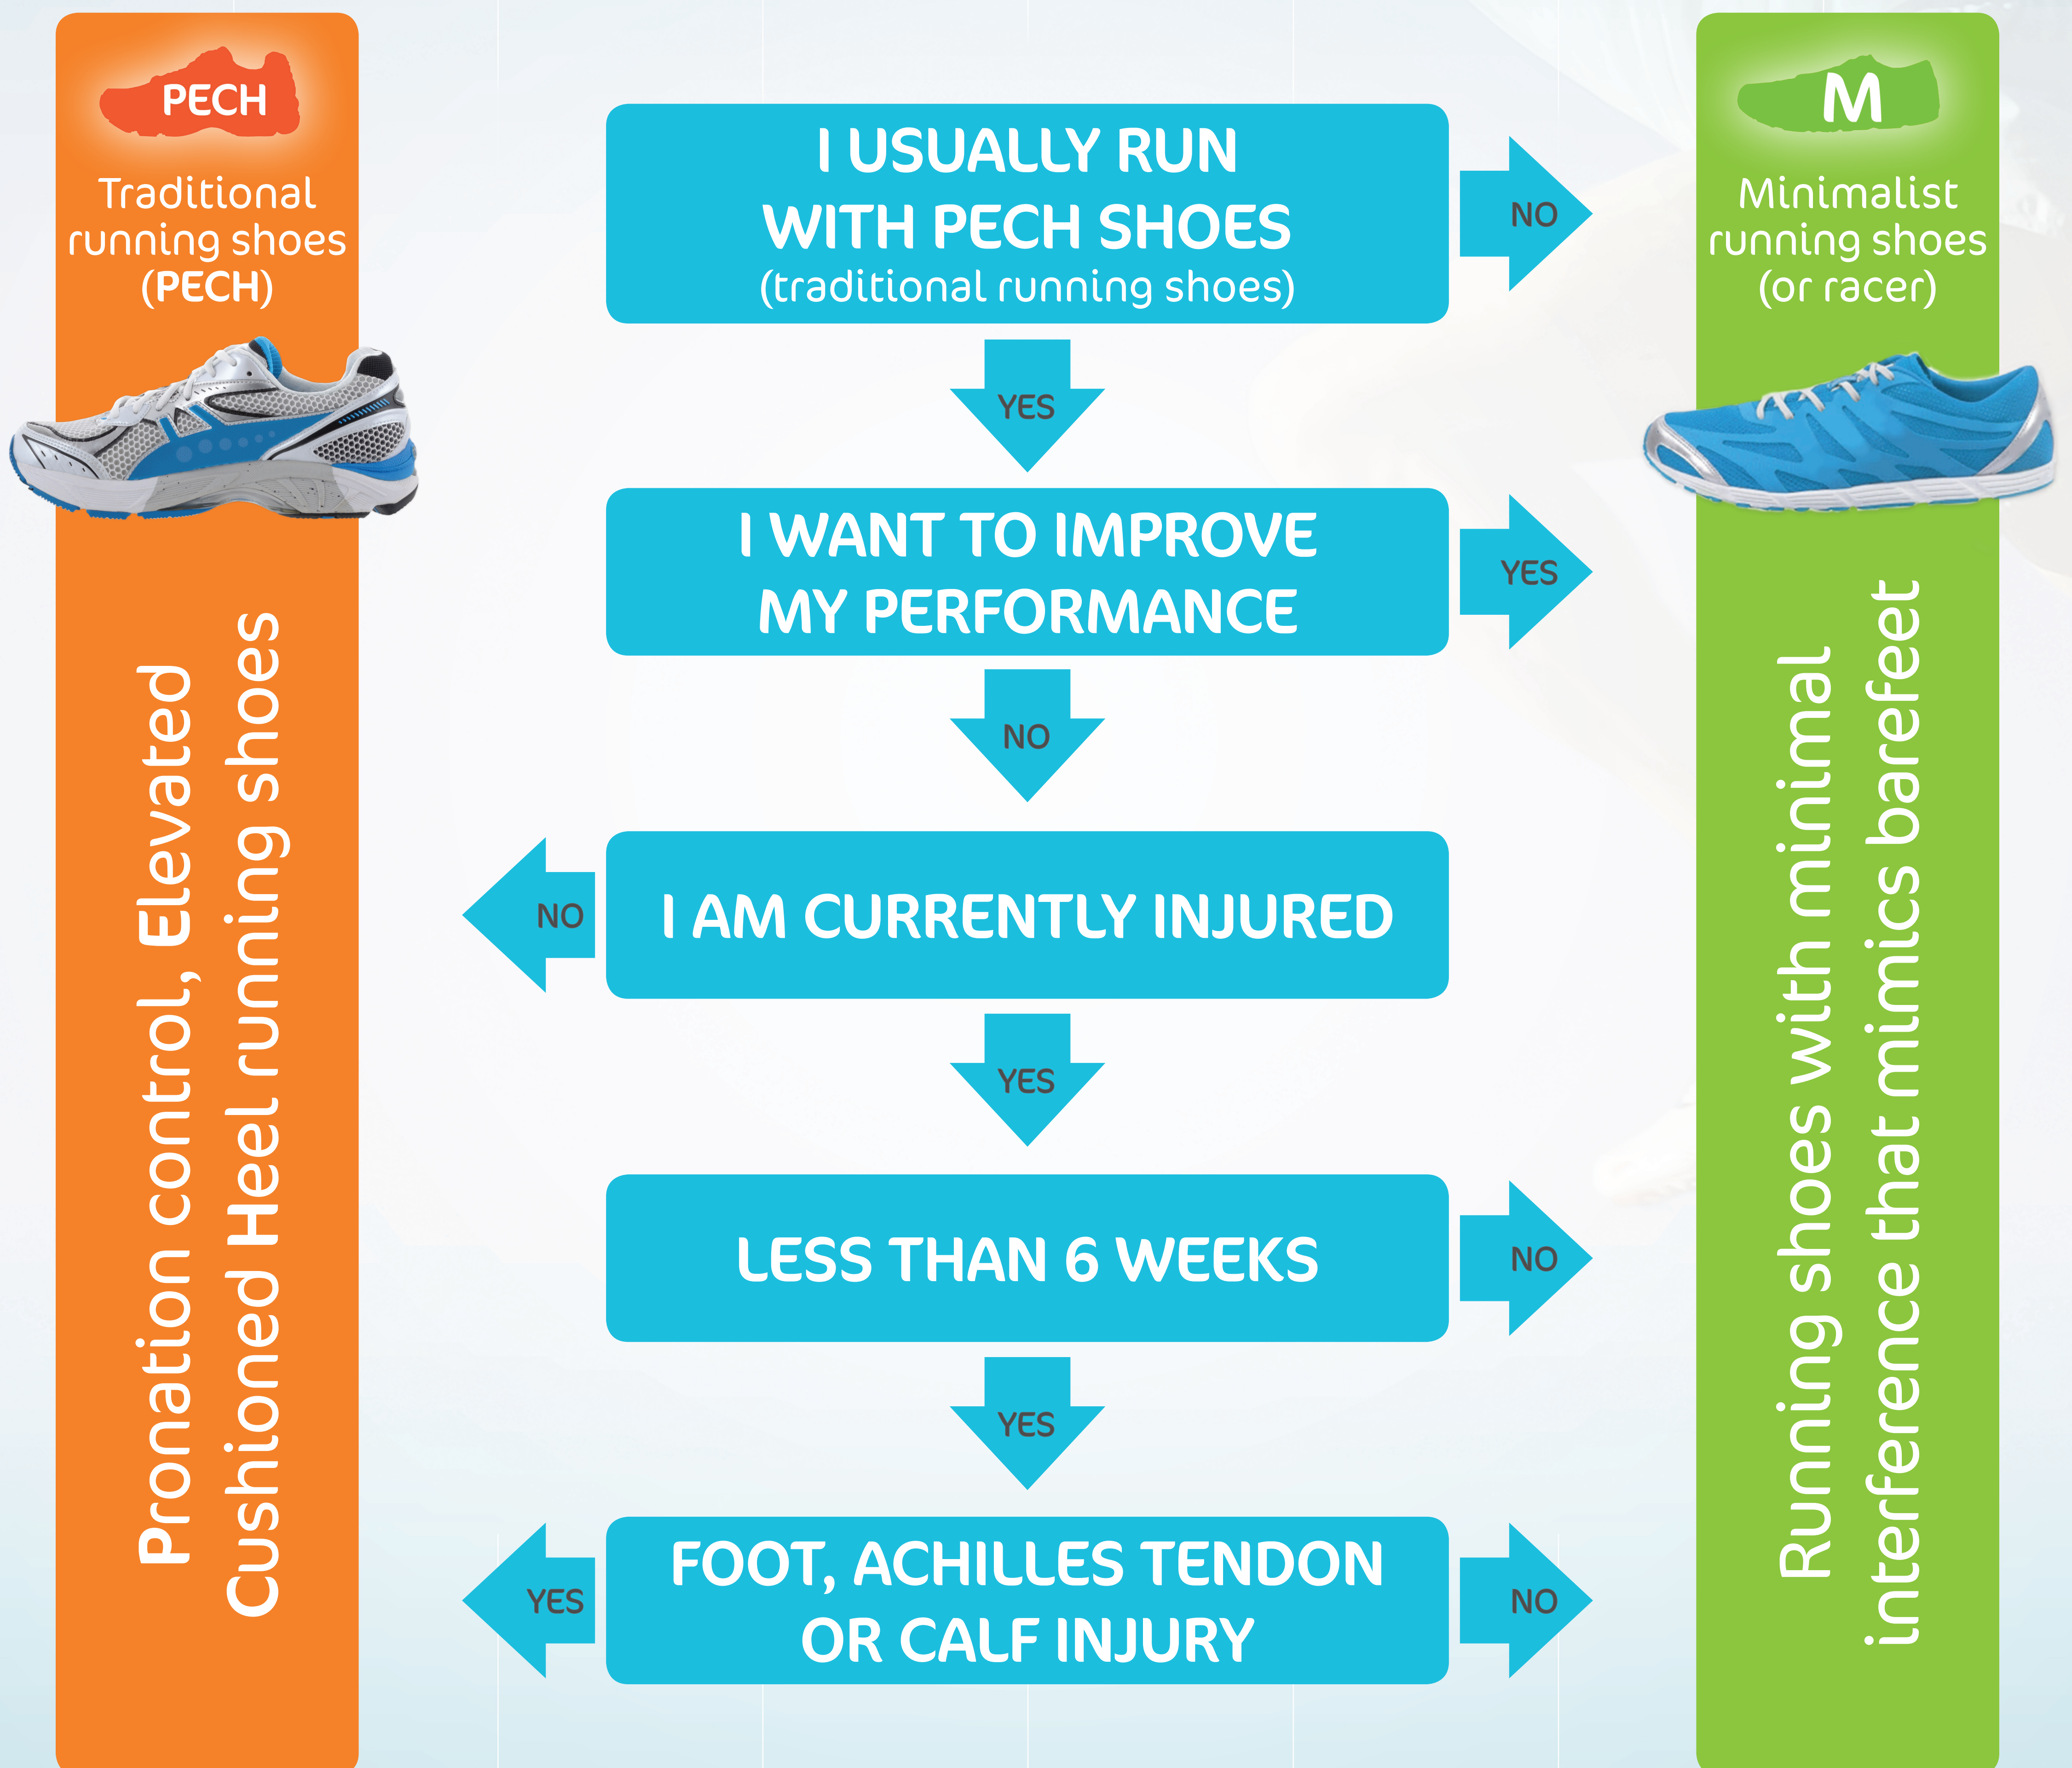 PECH
Traditional
running shoes
(PECH)
Pronation control, Elevated
Cushioned Heel running shoes
I USUALLY RUN
WITH PECH SHOES
(traditional running shoes)
NO
YES
I WANT TO IMPROVE
MY PERFORMANCE
YES
NO
NO
I AM CURRENTLY INJURED
YES
LESS THAN 6 WEEKS
NO
YES
YES
FOOT, ACHILLES TENDON
OR CALF INJURY
NO
M
Minimalist
running shoes
(or racer)
Running shoes with minimal
interference that mimics barefeet